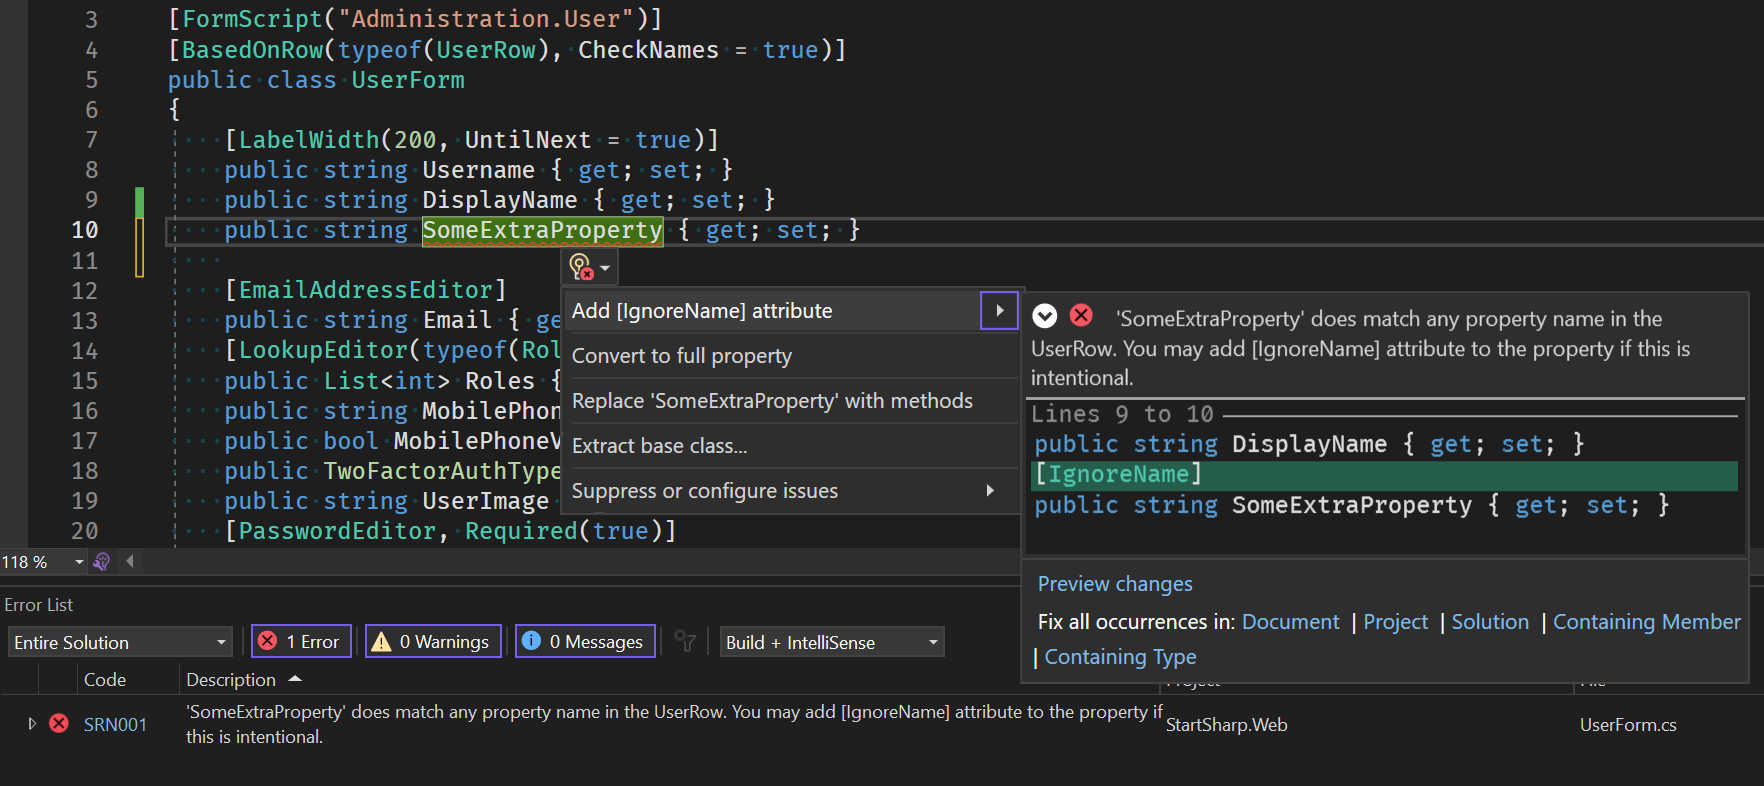 3 [FormScript("Administration.User")]
4 [BasedOnRow(typeof(UserRow), CheckNames = true)]
5 public class UserForm
6 {
7 [LabelWidth(200, UntilNext = true)]
8 public string Username { get; set; }
9 public string DisplayName { get; set; }
10 public string SomeExtraProperty { get; set; }
11
12 [EmailAddressEditor]
13 public string Email { ge
14 [LookupEditor(typeof(Rol
15 public List<int> Roles {
16 public string MobilePhon
17 public bool MobilePhoneV
18 public TwoFactorAuthType
19 public string UserImage
20 [PasswordEditor, Required(true)]
Add [IgnoreName] attribute
Convert to full property
Replace 'SomeExtraProperty' with methods
Extract base class...
Suppress or configure issues
'SomeExtraProperty' does match any property name in the
UserRow. You may add [IgnoreName] attribute to the property if this is
intentional.
Lines 9 to 10
public string DisplayName { get; set; }
[IgnoreName]
public string SomeExtraProperty { get; set; }
Preview changes
Fix all occurrences in: Document | Project | Solution | Containing Member
| Containing Type
118 %
Error List
Entire Solution 1 Error 0 Warnings 0 Messages Build + IntelliSense
Code Description
SRN001 'SomeExtraProperty' does match any property name in the UserRow. You may add [IgnoreName] attribute to the property if
this is intentional.
StartSharp.Web UserForm.cs